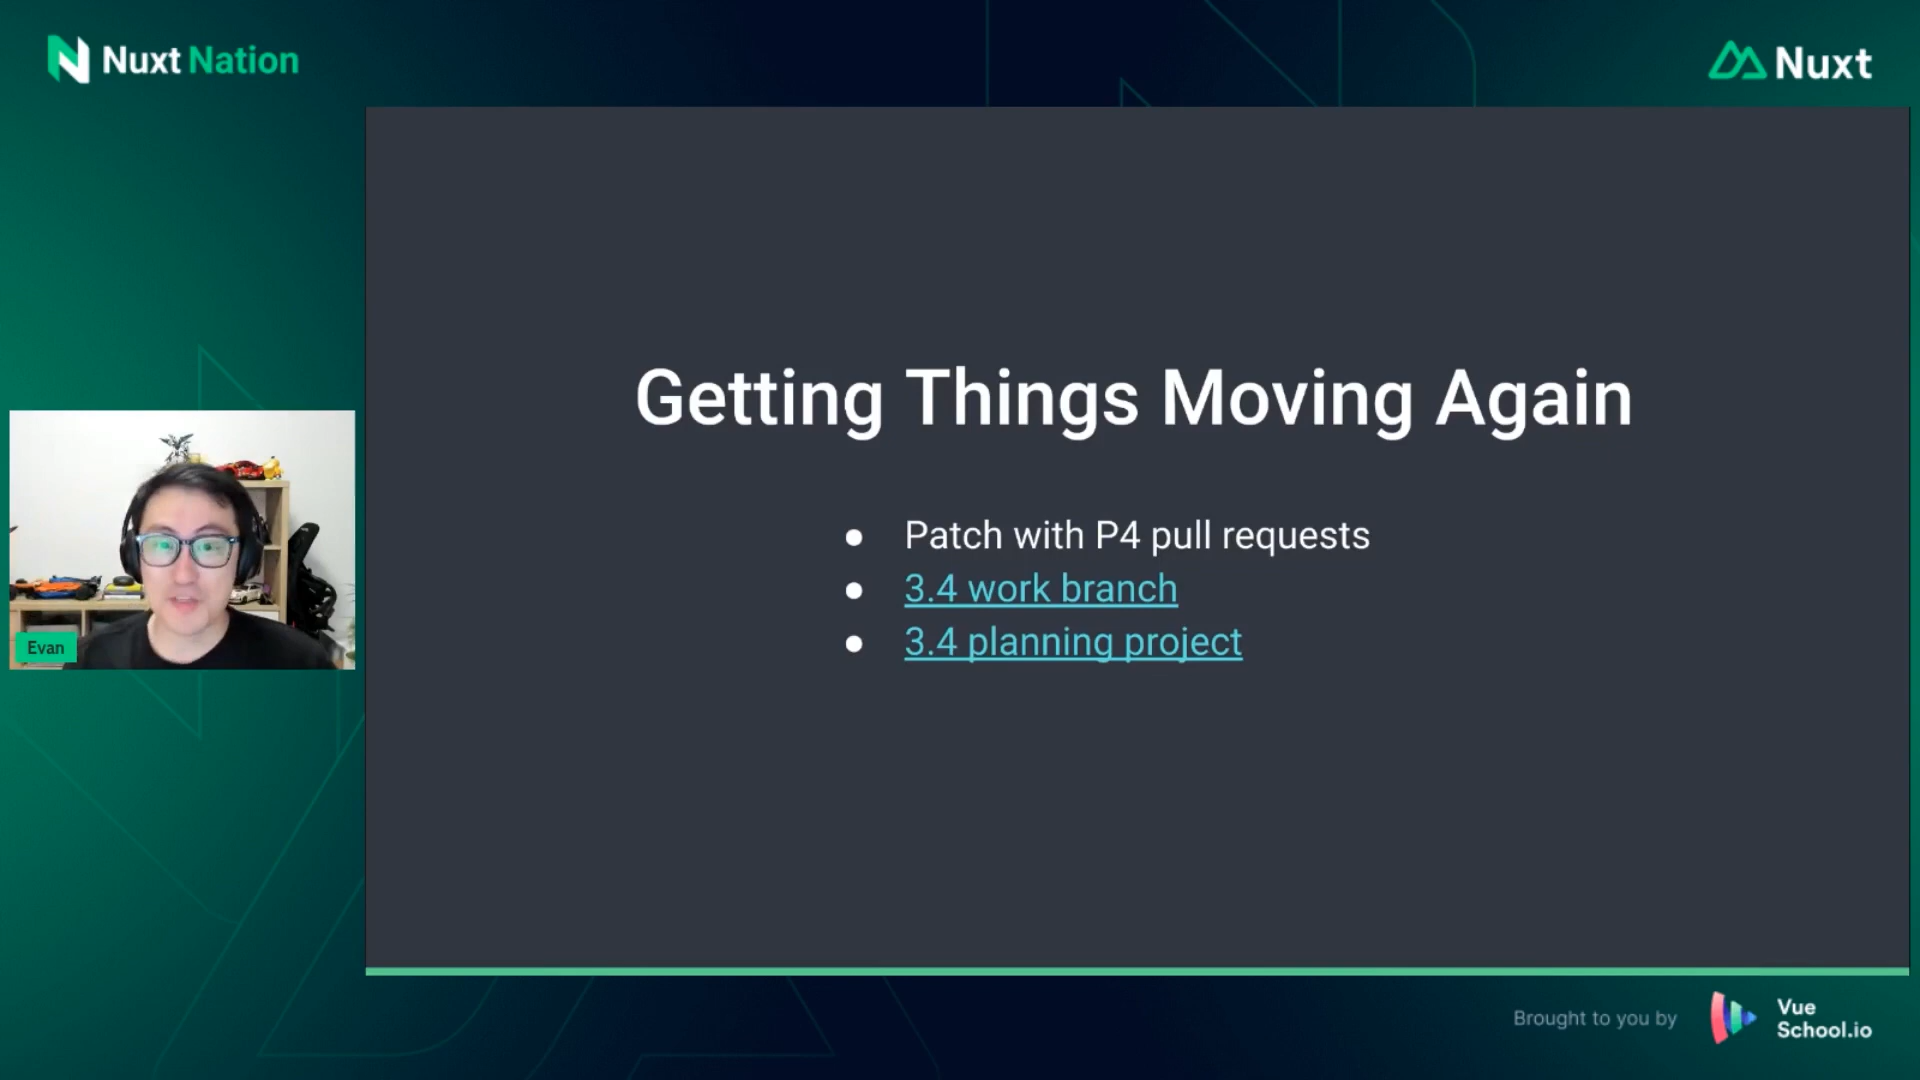 Nuxt Nation
Nuxt
Getting Things Moving Again
● Patch with P4 pull requests
● 3.4 work branch
● 3.4 planning project
Evan
Brought to you by
Vue
School.io